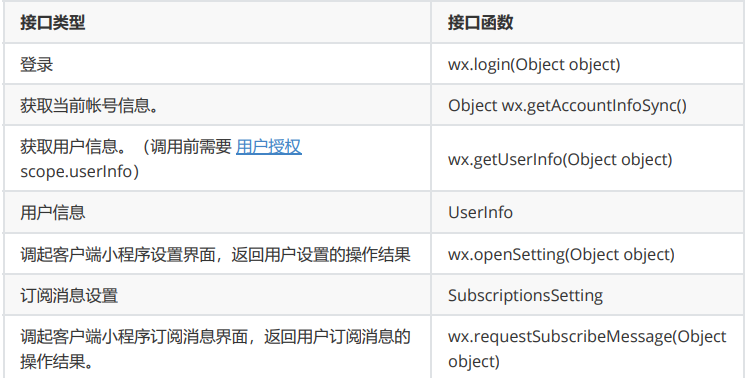 接口类型 接口函数
登录 wx.login(Object object)
获取当前帐号信息。 Object wx.getAccountInfoSync()
获取用户信息。（调用前需要 用户授权
scope.userInfo） wx.getUserInfo(Object object)
用户信息 UserInfo
调起客户端小程序设置界面，返回用户设置的操作结果 wx.openSetting(Object object)
订阅消息设置 SubscriptionsSetting
调起客户端小程序订阅消息界面，返回用户订阅消息的
操作结果。 wx.requestSubscribeMessage(Object
object)